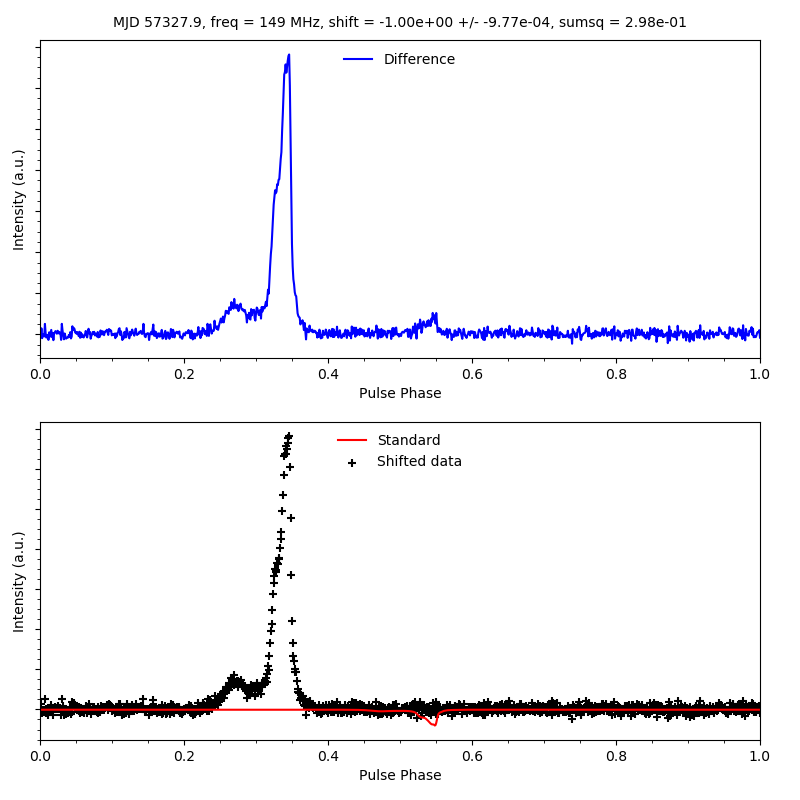 MJD 57327.9, freq = 149 MHz, shift = -1.00e+00 +/- -9.77e-04, sumsq = 2.98e-01
Difference
Intensity (a.u.)
0.0 0.2 0.4 0.6 0.8 1.0
Pulse Phase
Standard
Shifted data
Intensity (a.u.)
0.0 0.2 0.4 0.6 0.8 1.0
Pulse Phase